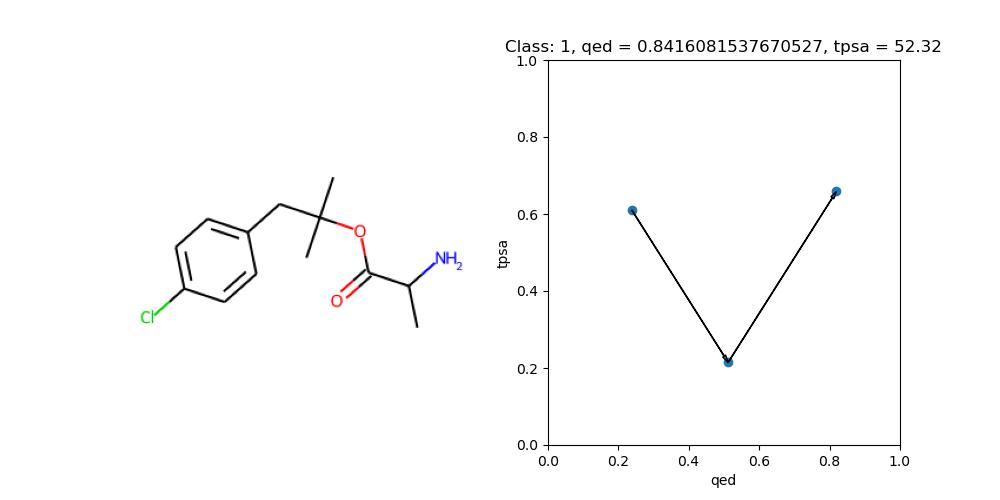 Class: 1, qed = 0.8416081537670527, tpsa = 52.32
O
NH2
O
Cl
1.0
0.8
0.6
0.4
0.2
0.0
tpsa
0.0 0.2 0.4 0.6 0.8 1.0
qed